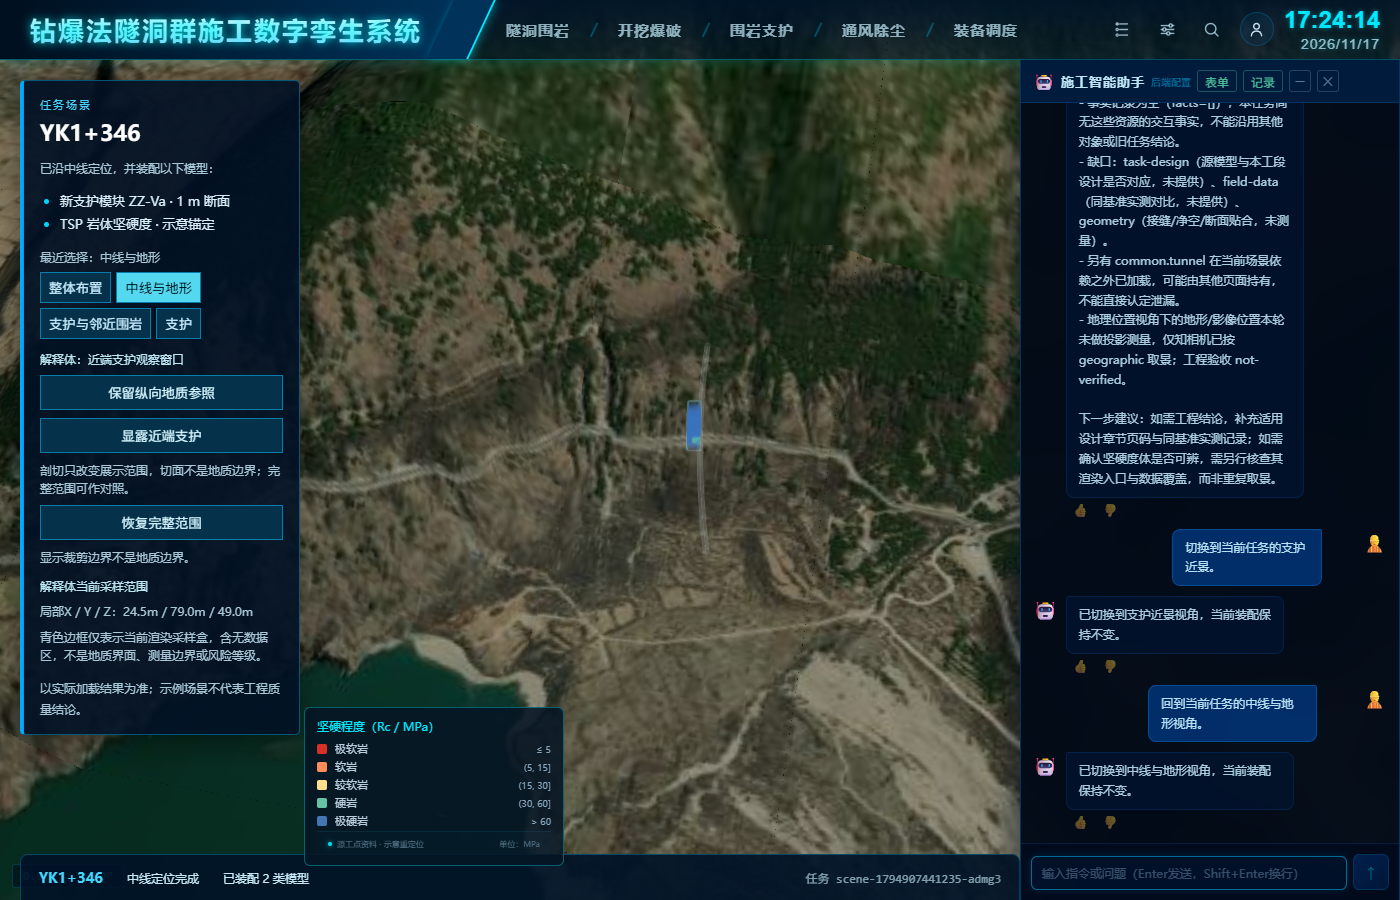 钻爆法隧洞群施工数字孪生系统
隧洞围岩 / 开挖爆破 / 围岩支护 / 通风除尘 / 装备调度
17:24:14
2026/11/17
任务场景
YK1+346
已沿中线定位，并装配以下模型：
新支护模块 ZZ-Va · 1 m 断面
TSP 岩体坚硬度 · 示意锚定
最近选择：中线与地形
整体布置 中线与地形
支护与邻近围岩 支护
解释体：近端支护观察窗口
保留纵向地质参照
显露近端支护
剖切只改变展示范围，切面不是地质边界；完
整范围可作对照。
恢复完整范围
显示裁剪边界不是地质边界。
解释体当前采样范围
局部X / Y / Z：24.5m / 79.0m / 49.0m
青色边框仅表示当前渲染采样盒，含无数据
区，不是地质界面、测量边界或风险等级。
以实际加载结果为准；示例场景不代表工程质
量结论。
坚硬程度（Rc / MPa）
极软岩 ≤ 5
软岩 (5, 15]
较软岩 (15, 30]
硬岩 (30, 60]
极硬岩 > 60
源工点资料 · 示意重定位 单位：MPa
YK1+346 中线定位完成 已装配 2 类模型 任务 scene-1794907441235-admg3
施工智能助手 后端配置 表单 记录
- 事实记录为空（facts=[]），本任务尚
无这些资源的交互事实，不能沿用其他
对象或旧任务结论。
- 缺口：task-design（源模型与本工段
设计是否对应，未提供）、field-data
（同基准实测对比，未提供）、
geometry（接缝/净空/断面贴合，未测
量）。
- 另有 common.tunnel 在当前场景依
赖之外已加载，可能由其他页面持有，
不能直接认定泄漏。
- 地理位置视角下的地形/影像位置本轮
未做投影测量，仅知相机已按
geographic 取景；工程验收 not-
verified。
下一步建议：如需工程结论，补充适用
设计章节页码与同基准实测记录；如需
确认坚硬度体是否可辨，需另行核查其
渲染入口与数据覆盖，而非重复取景。
切换到当前任务的支护
近景。
已切换到支护近景视角，当前装配保
持不变。
回到当前任务的中线与地
形视角。
已切换到中线与地形视角，当前装配
保持不变。
输入指令或问题（Enter发送，Shift+Enter换行）